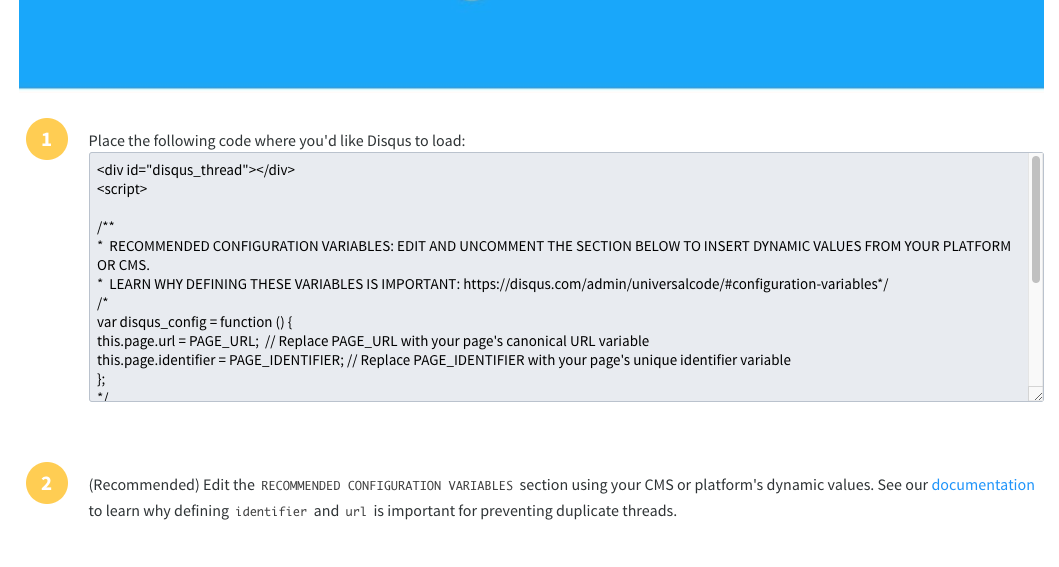 1
Place the following code where you'd like Disqus to load:
<div id="disqus_thread"></div>
<script>
/**
*  RECOMMENDED CONFIGURATION VARIABLES: EDIT AND UNCOMMENT THE SECTION BELOW TO INSERT DYNAMIC VALUES FROM YOUR PLATFORM
OR CMS.
*  LEARN WHY DEFINING THESE VARIABLES IS IMPORTANT: https://disqus.com/admin/universalcode/#configuration-variables*/
/*
var disqus_config = function () {
this.page.url = PAGE_URL;  // Replace PAGE_URL with your page's canonical URL variable
this.page.identifier = PAGE_IDENTIFIER; // Replace PAGE_IDENTIFIER with your page's unique identifier variable
};
*/
2
(Recommended) Edit the RECOMMENDED CONFIGURATION VARIABLES section using your CMS or platform's dynamic values. See our documentation
to learn why defining identifier and url is important for preventing duplicate threads.